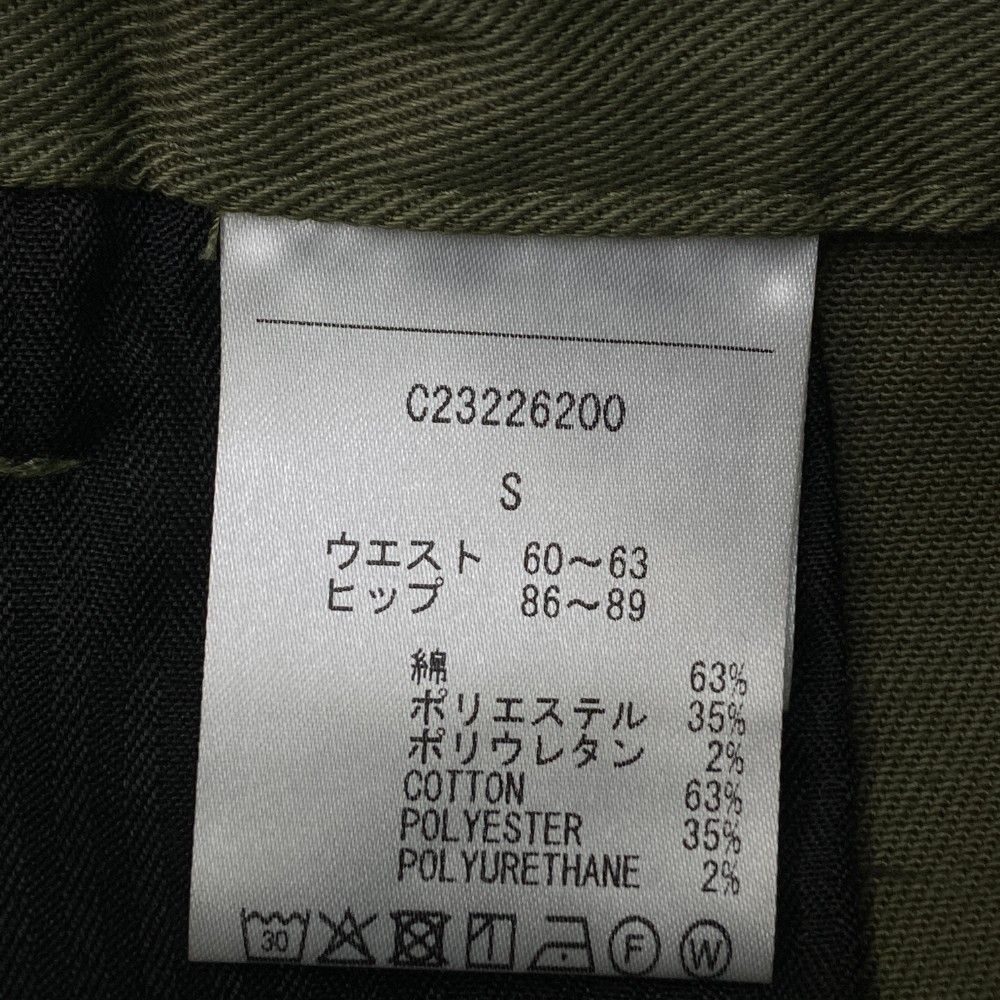 C23226200
S
ウエスト 60〜63
ヒップ 86〜89
綿 63%
ポリエステル 35%
ポリウレタン 2%
COTTON 63%
POLYESTER 35%
POLYURETHANE 2%
30 F W